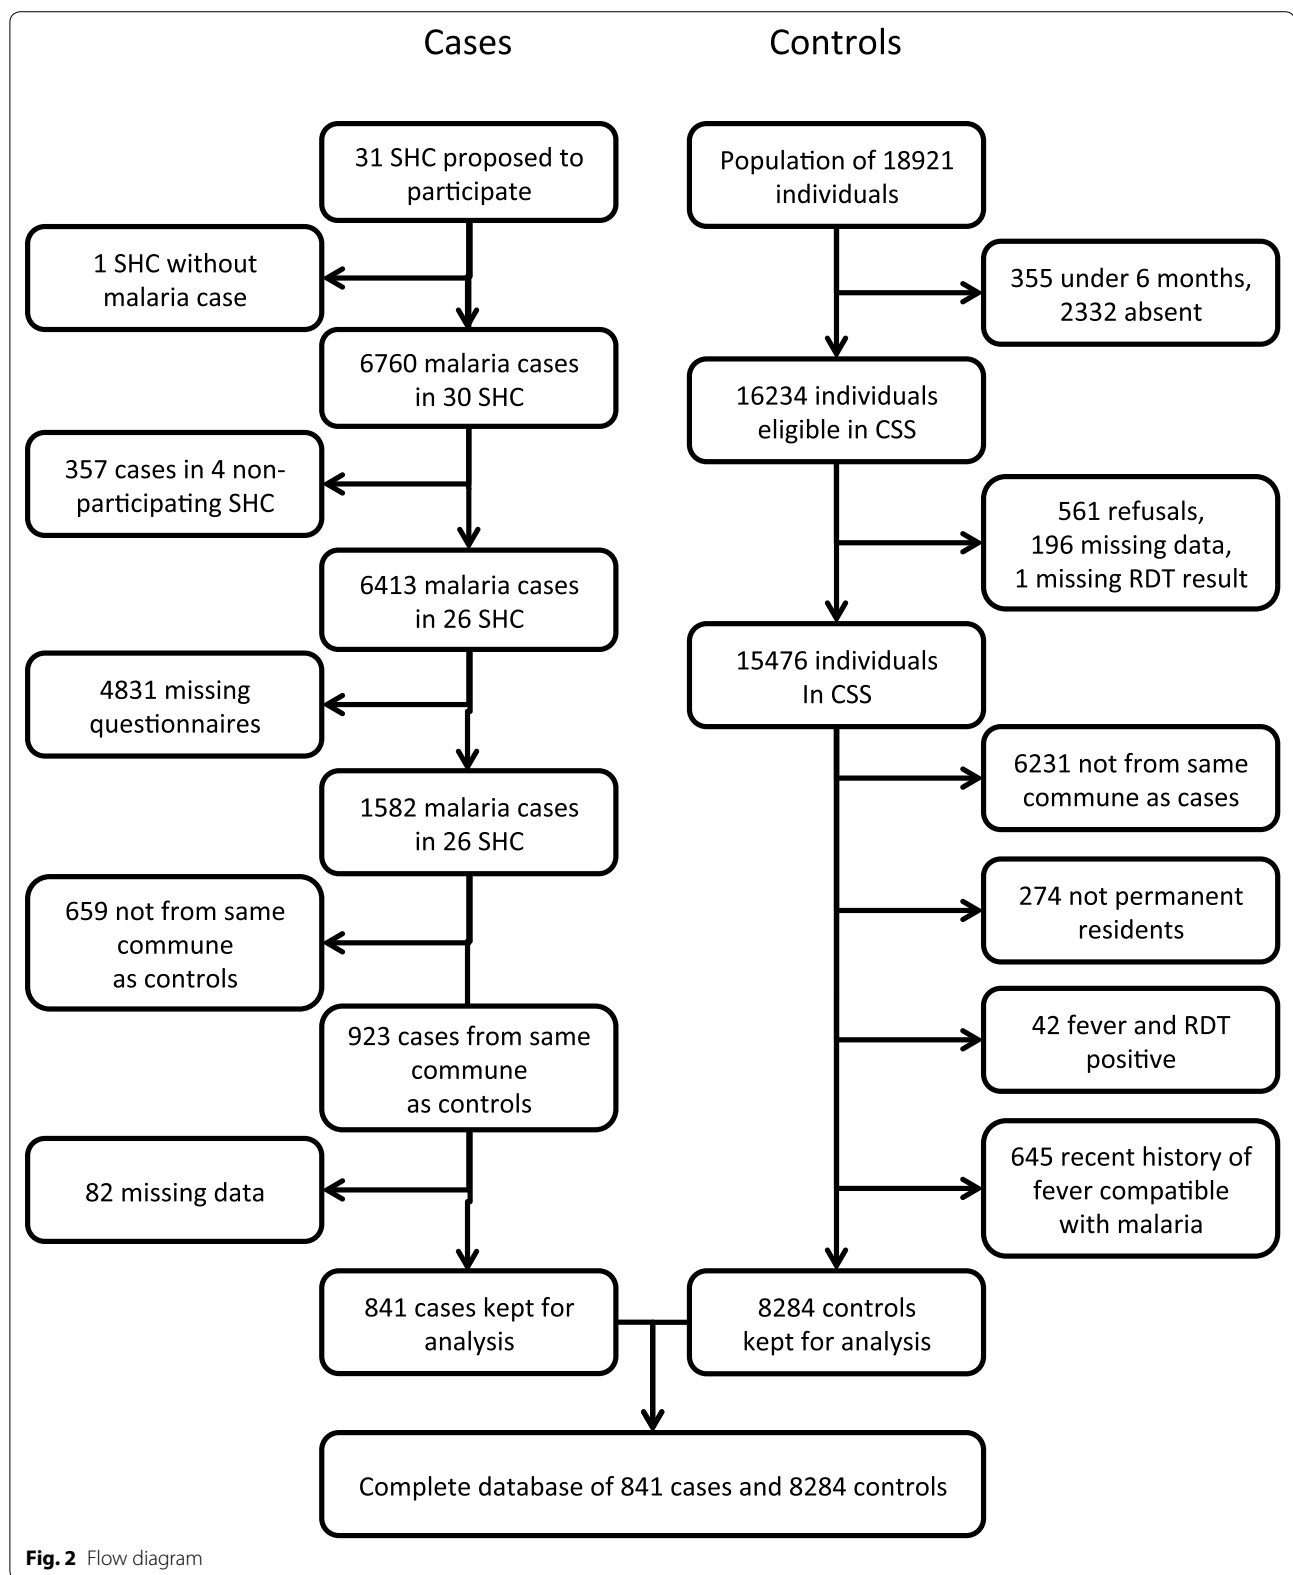 Cases
Controls
31 SHC proposed to
participate
1 SHC without
malaria case
6760 malaria cases
in 30 SHC
357 cases in 4 non-
participating SHC
6413 malaria cases
in 26 SHC
4831 missing
questionnaires
1582 malaria cases
in 26 SHC
659 not from same
commune
as controls
923 cases from same
commune
as controls
82 missing data
841 cases kept for
analysis
Population of 18921
individuals
355 under 6 months,
2332 absent
16234 individuals
eligible in CSS
561 refusals,
196 missing data,
1 missing RDT result
15476 individuals
In CSS
6231 not from same
commune as cases
274 not permanent
residents
42 fever and RDT
positive
645 recent history of
fever compatible
with malaria
8284 controls
kept for analysis
Complete database of 841 cases and 8284 controls
Fig. 2 Flow diagram